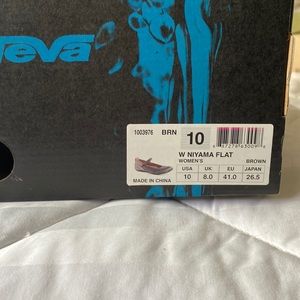 Teva
1003976 BRN 10
W NIYAMA FLAT
WOMEN'S BROWN
USA UK EU JAPAN
10 8.0 41.0 26.5
MADE IN CHINA